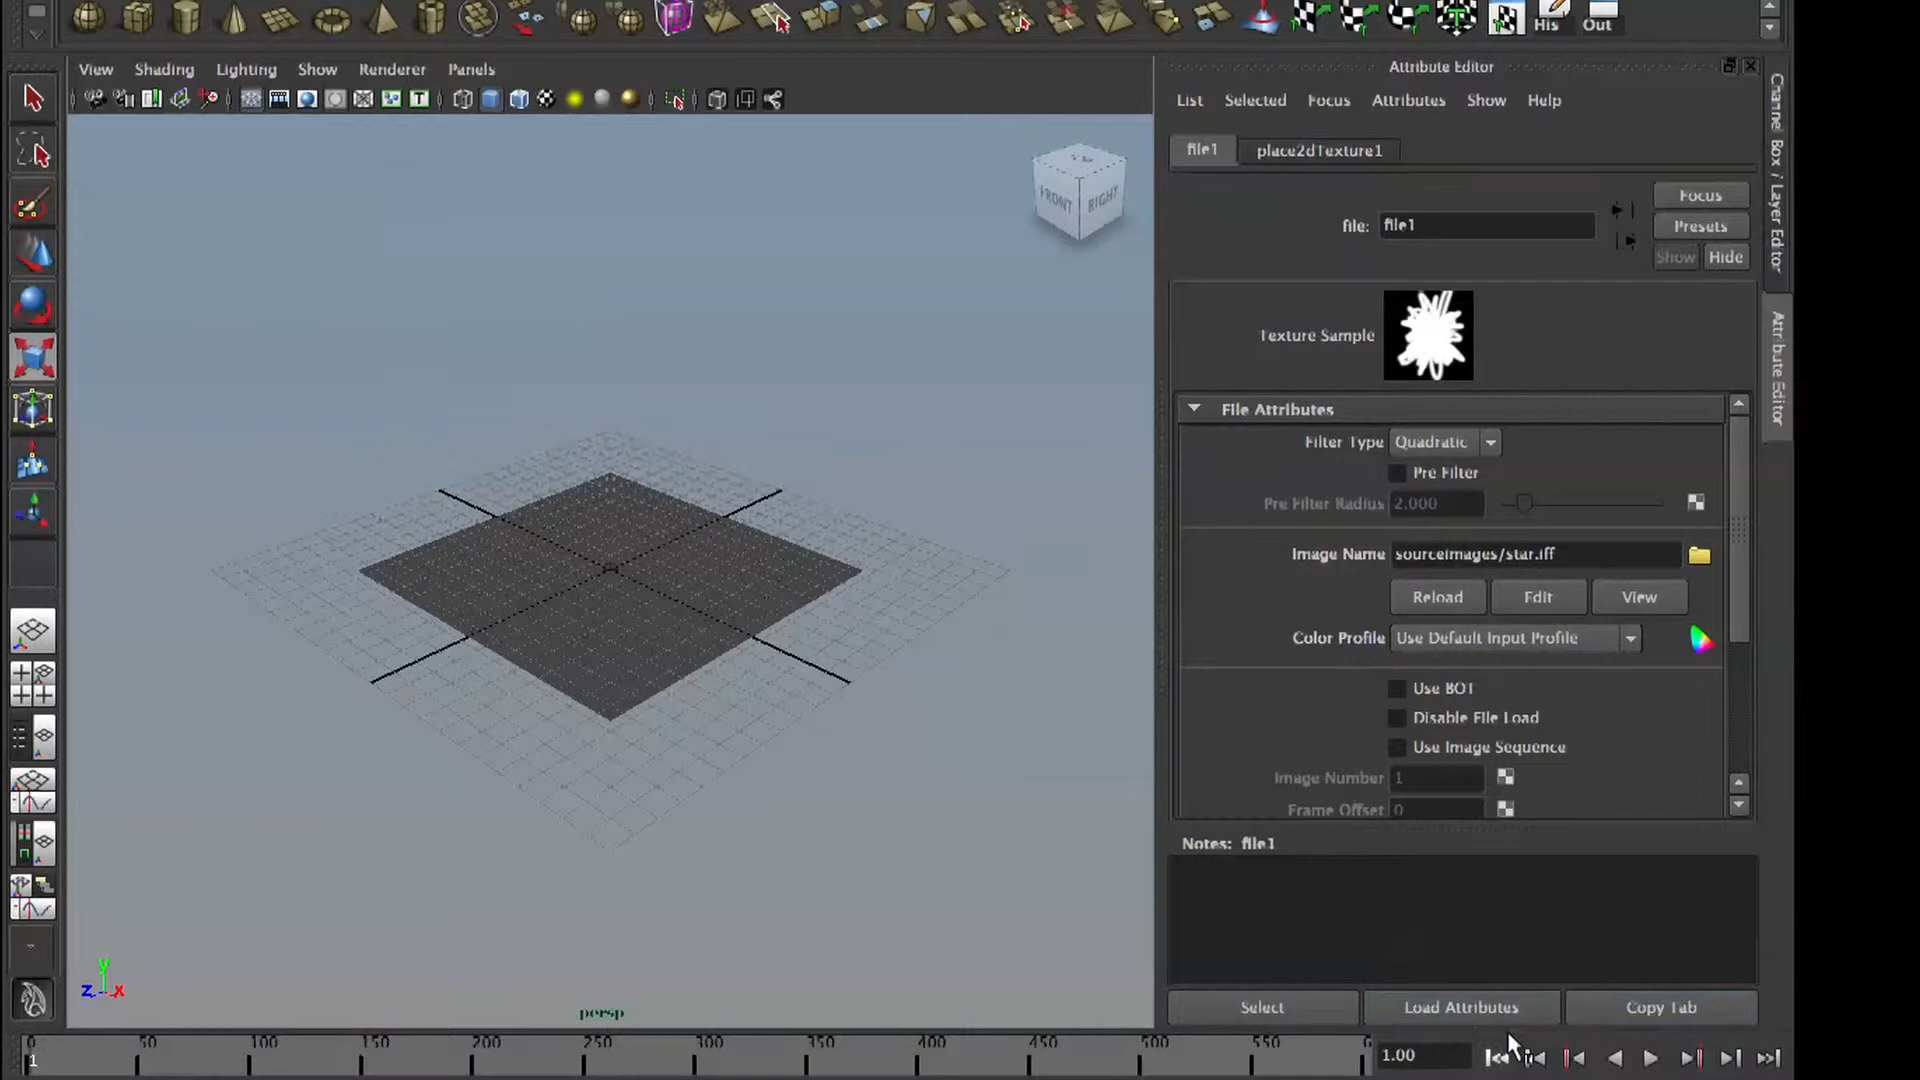 His Out
View Shading Lighting Show Renderer Panels
Attribute Editor
List Selected Focus Attributes Show Help
file1 place2dTexture1
Focus
file: file1
Presets
Show Hide
Texture Sample
File Attributes
Filter Type Quadratic
Pre Filter
Pre Filter Radius 2.000
Image Name sourceimages/star.iff
Reload Edit View
Color Profile Use Default Input Profile
Use BOT
Disable File Load
Use Image Sequence
Image Number 1
Frame Offset 0
Notes: file1
Select Load Attributes Copy Tab
Channel Box / Layer Editor
Attribute Editor
FRONT RIGHT
T
y
z x
persp
0 50 100 150 200 250 300 350 400 450 500 550 6
1
1.00